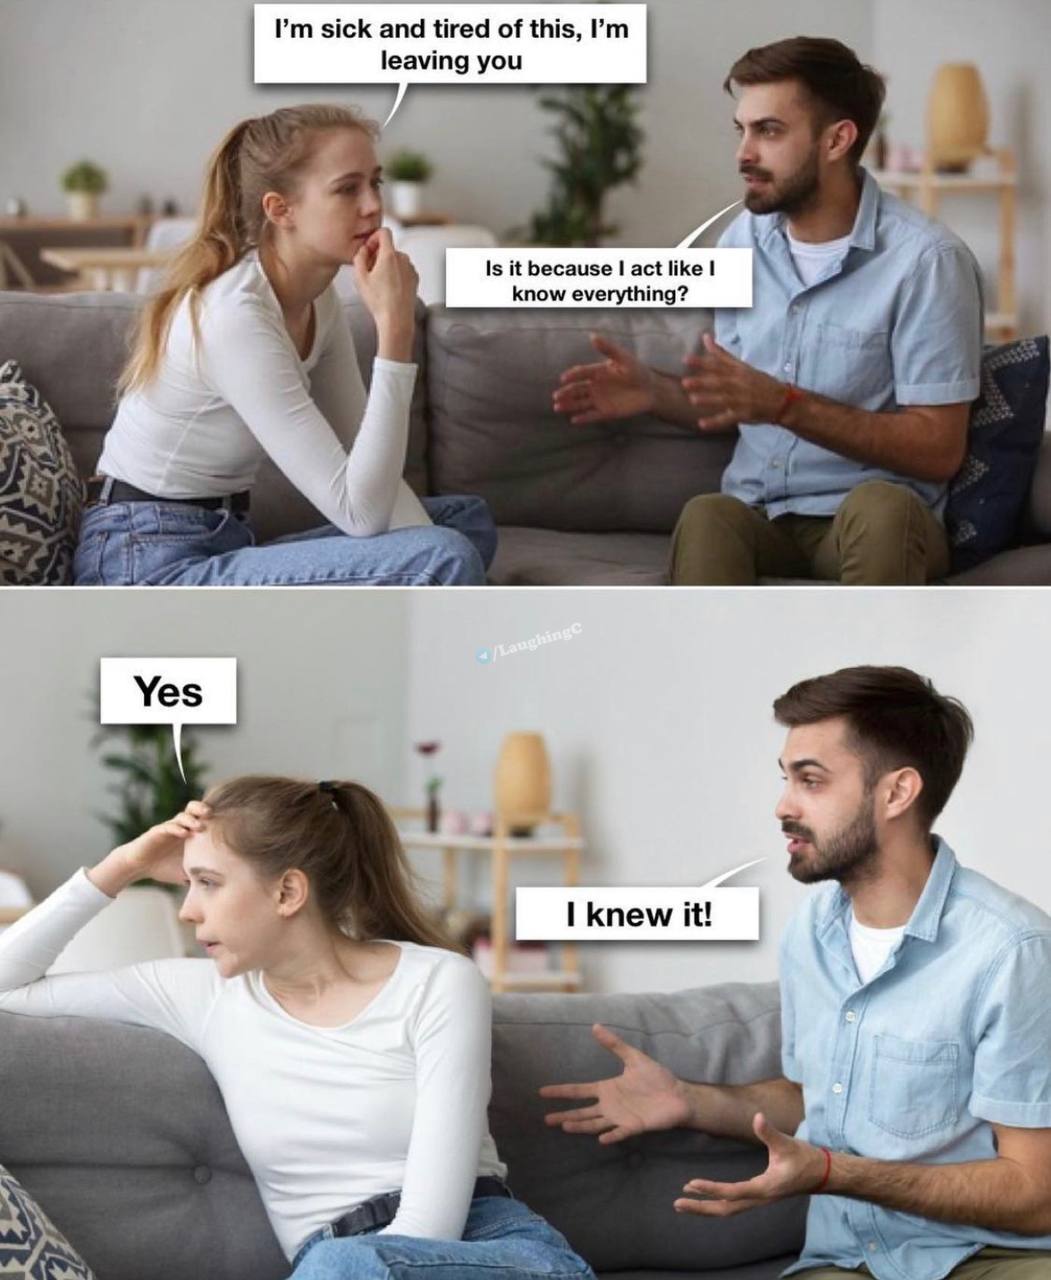 I’m sick and tired of this, I’m
leaving you
Is it because I act like I
know everything?
/LaughingC
Yes
I knew it!